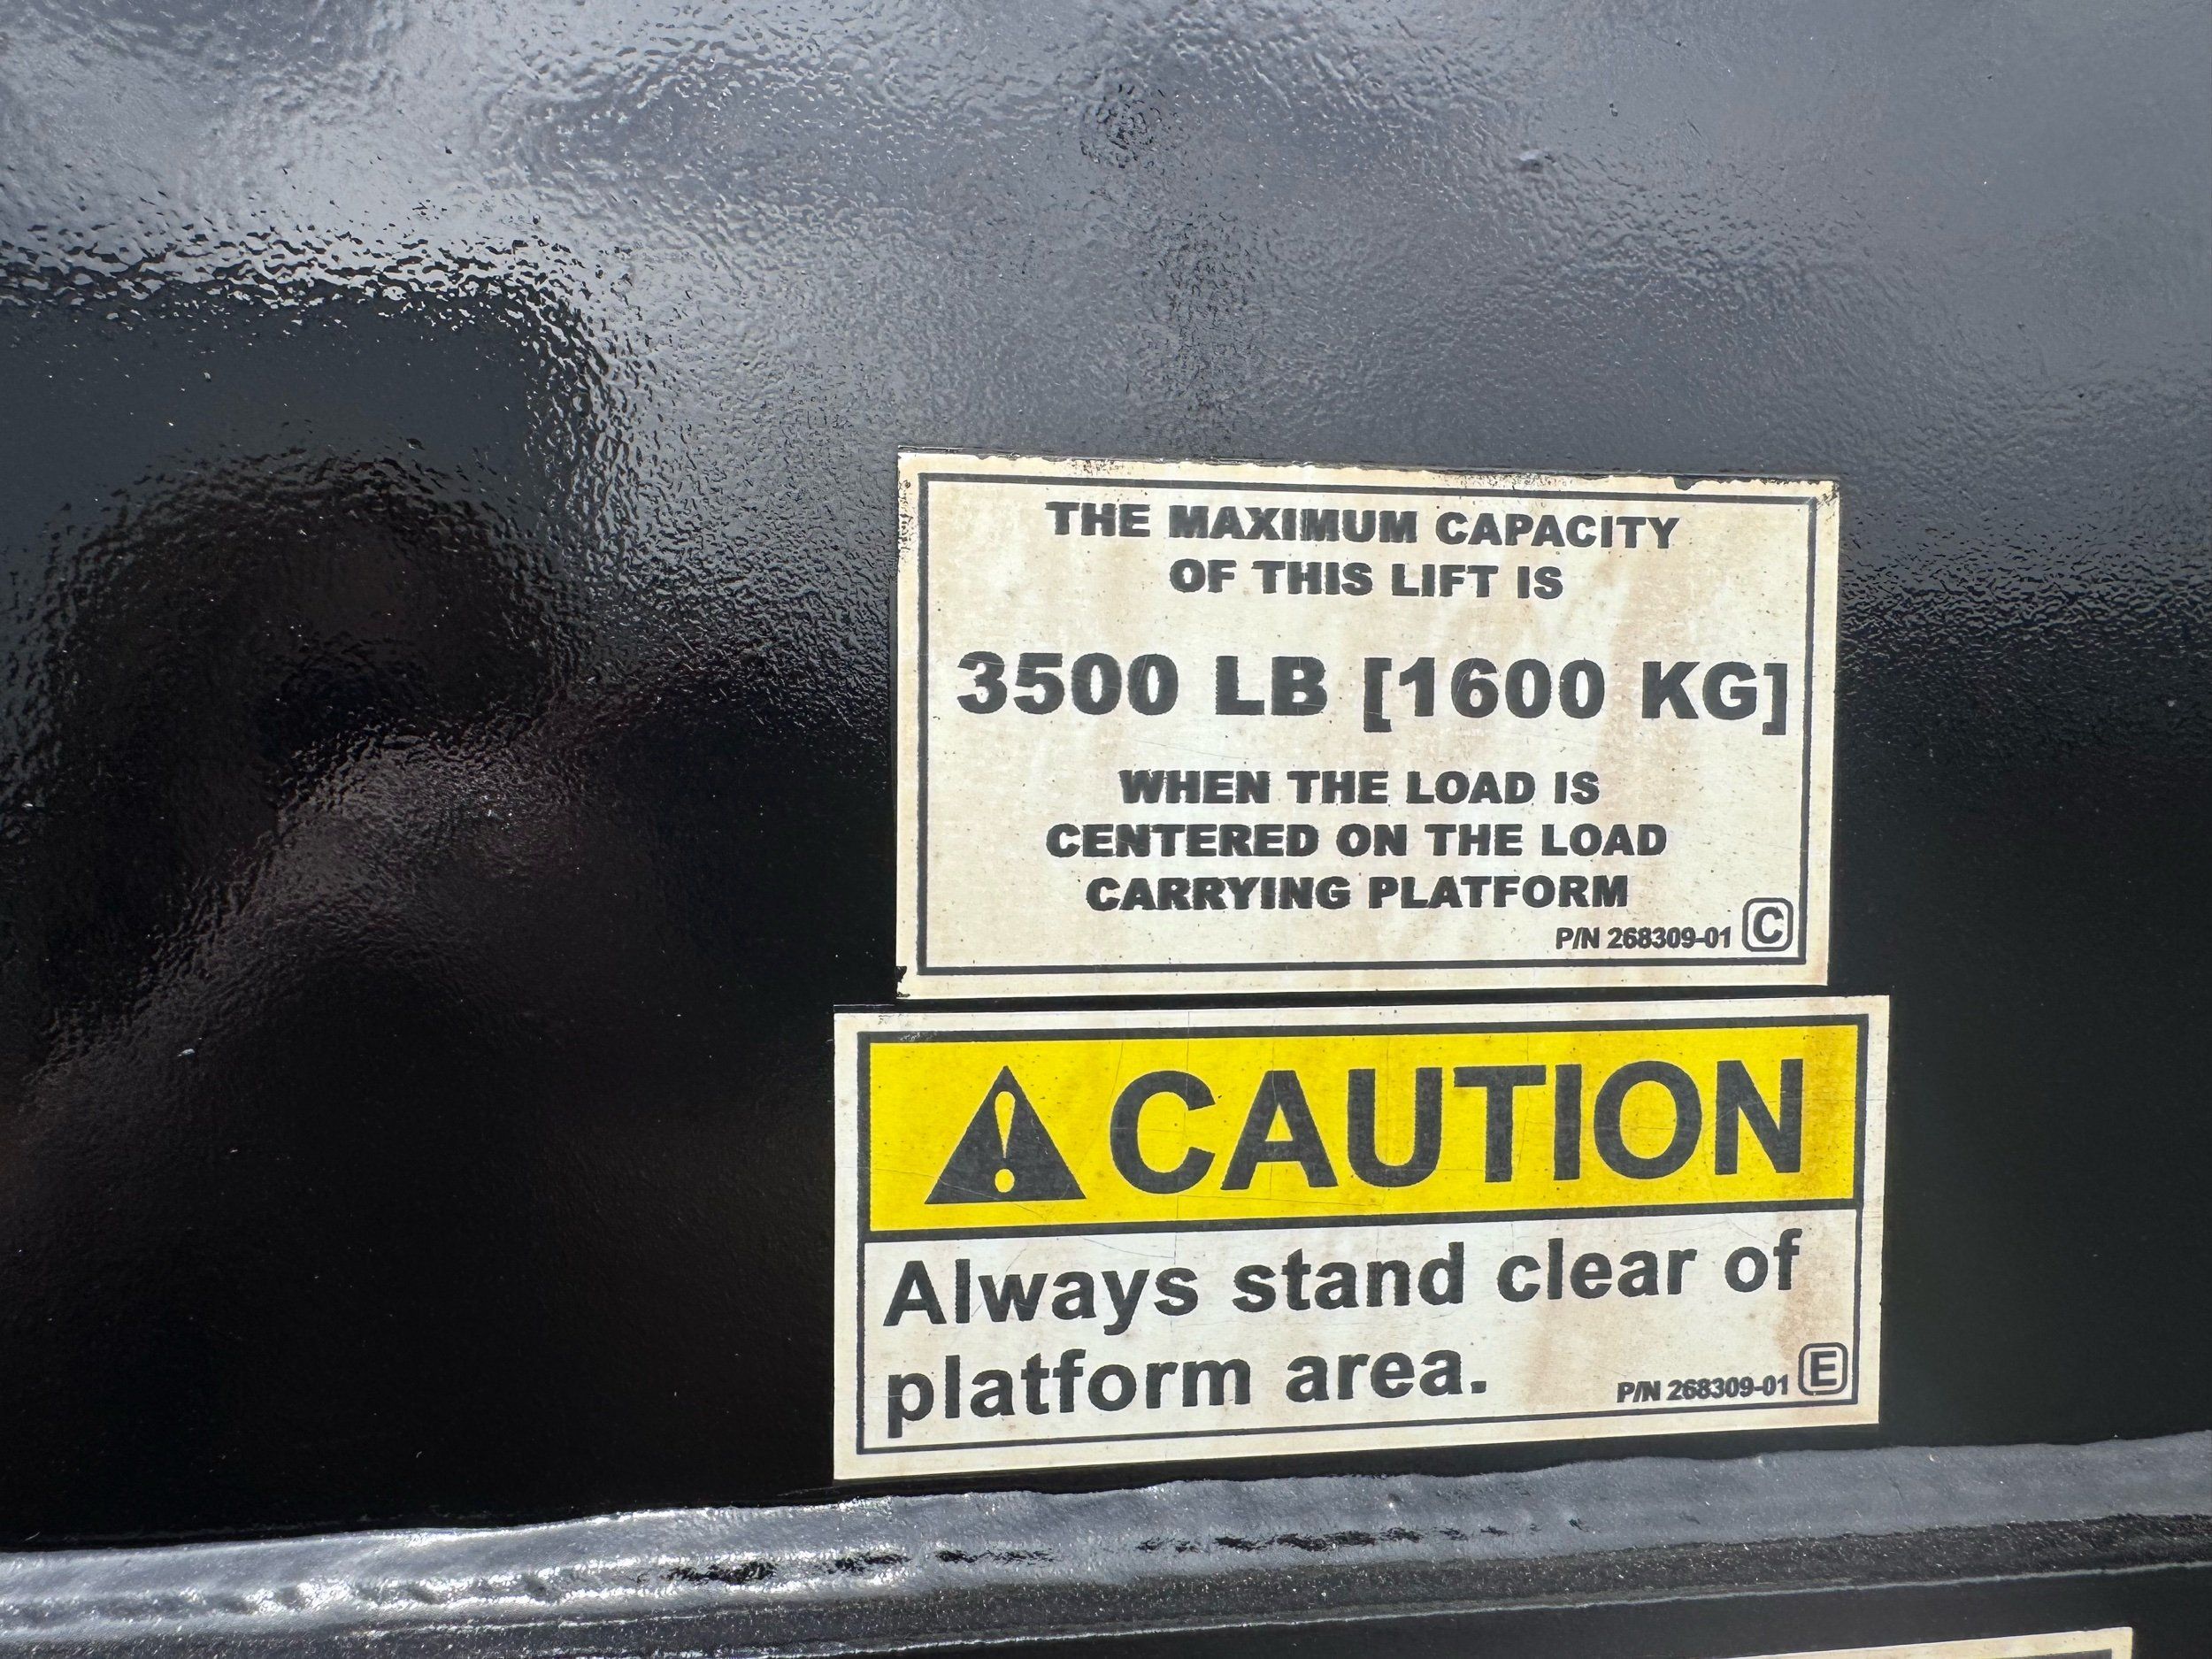 THE MAXIMUM CAPACITY
OF THIS LIFT IS
3500 LB [1600 KG]
WHEN THE LOAD IS
CENTERED ON THE LOAD
CARRYING PLATFORM
P/N 268309-01 C
CAUTION
Always stand clear of
platform area.
P/N 268309-01 E